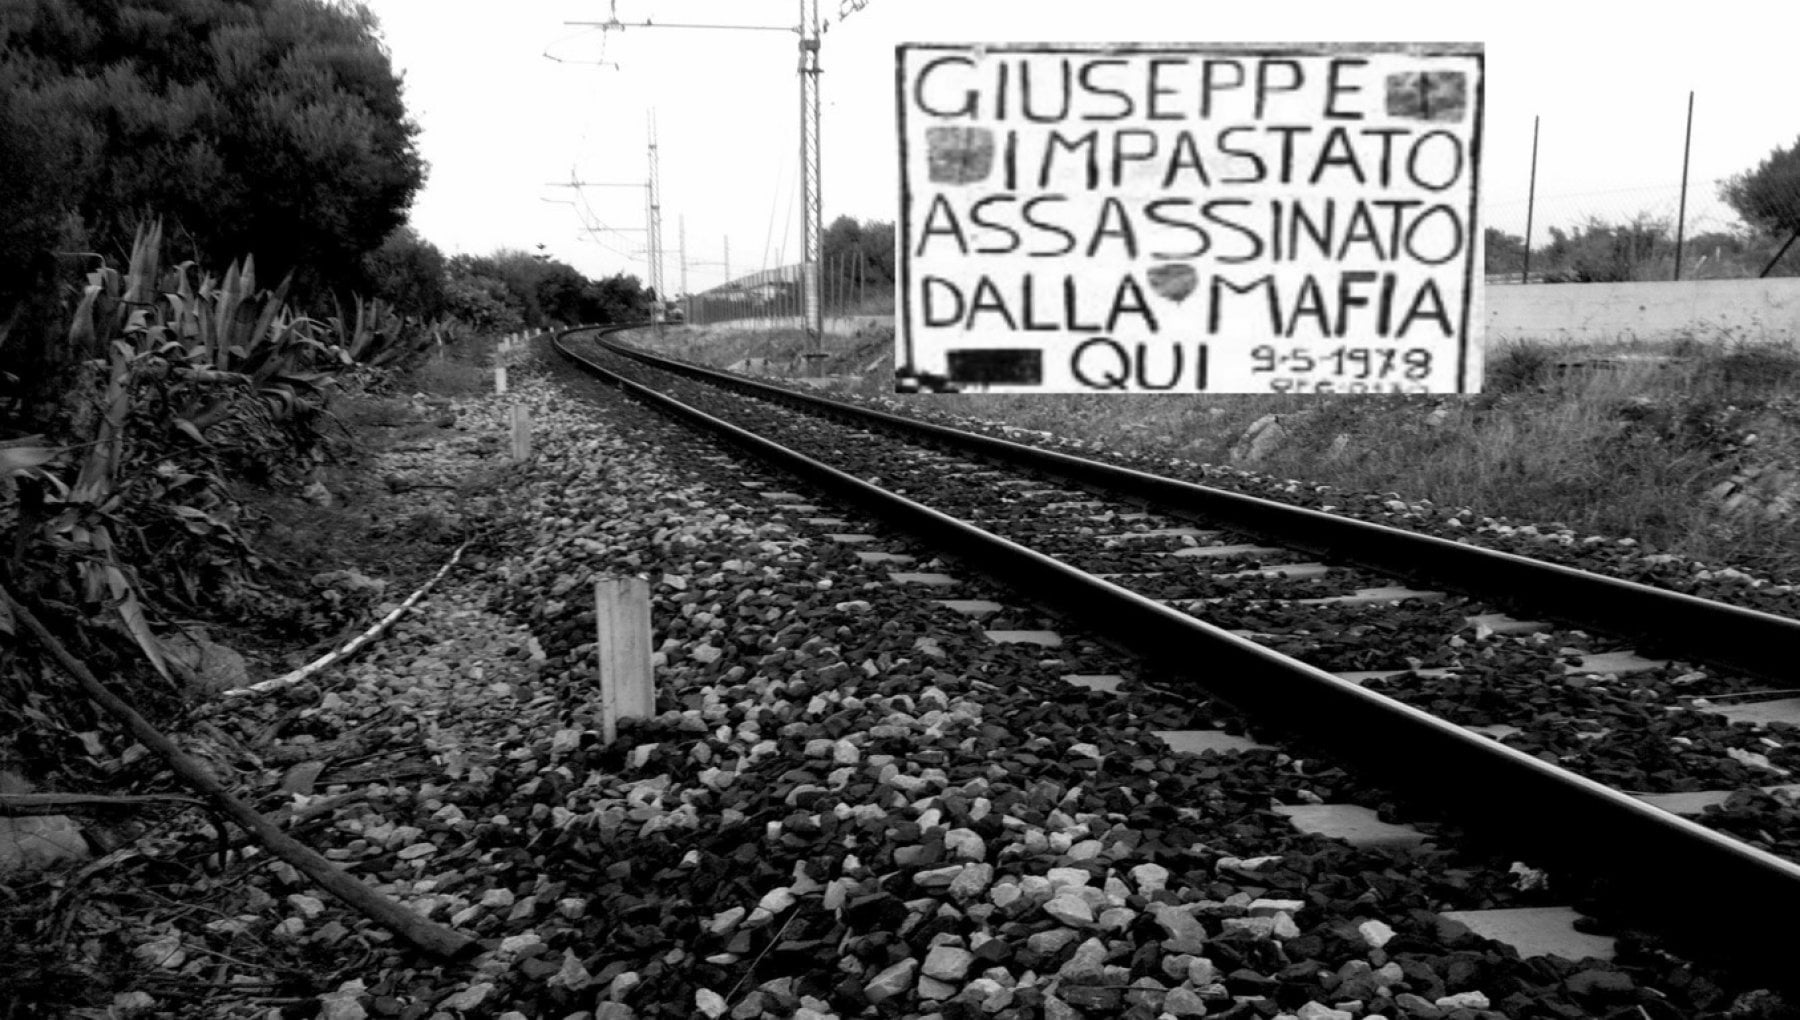 GIUSEPPE
IMPASTATO
ASSASSINATO
DALLA MAFIA
QUI 9-5-1978